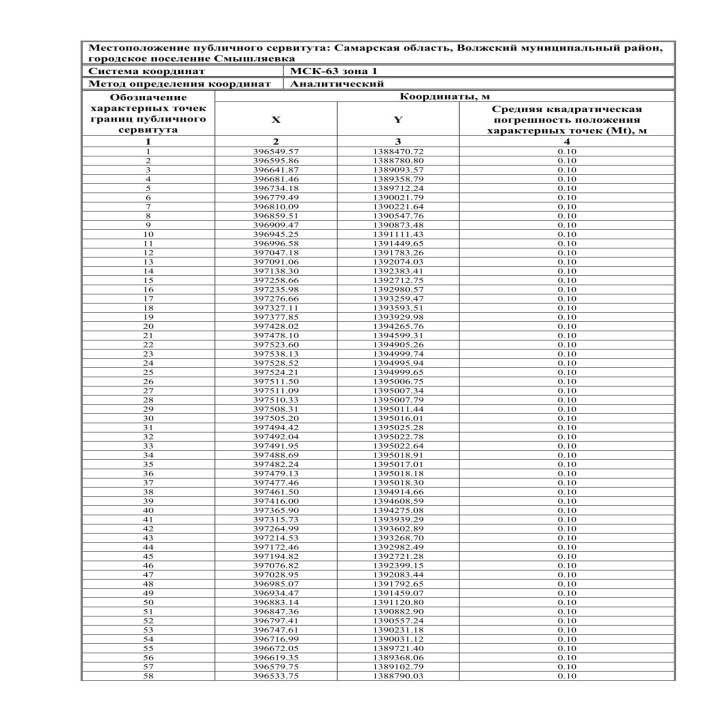 Местоположение публичного сервитута: Самарская область, Волжский муниципальный район,
городское поселение Смышляевка
Система координат МСК-63 зона 1
Метод определения координат Аналитический
Обозначение характерных точек границ публичного сервитута
Координаты, м
X
Y
Средняя квадратическая погрешность положения характерных точек (Mt), м
1 2 3 4
1 396549.57 1388470.72 0.10
2 396595.86 1388780.80 0.10
3 396641.87 1389093.57 0.10
4 396681.46 1389358.79 0.10
5 396734.18 1389712.24 0.10
6 396779.49 1390021.79 0.10
7 396810.09 1390221.64 0.10
8 396859.51 1390547.76 0.10
9 396909.47 1390873.48 0.10
10 396945.25 1391111.43 0.10
11 396996.58 1391449.65 0.10
12 397047.18 1391783.26 0.10
13 397091.06 1392074.03 0.10
14 397138.30 1392383.41 0.10
15 397258.66 1392712.75 0.10
16 397235.98 1392980.57 0.10
17 397276.66 1393259.47 0.10
18 397327.11 1393593.51 0.10
19 397377.85 1393929.98 0.10
20 397428.02 1394265.76 0.10
21 397478.10 1394599.31 0.10
22 397523.60 1394905.26 0.10
23 397538.13 1394999.74 0.10
24 397528.52 1394995.94 0.10
25 397524.21 1394999.65 0.10
26 397511.50 1395006.75 0.10
27 397511.09 1395007.34 0.10
28 397510.33 1395007.79 0.10
29 397508.31 1395011.44 0.10
30 397505.20 1395016.01 0.10
31 397494.42 1395025.28 0.10
32 397492.04 1395022.78 0.10
33 397491.95 1395022.64 0.10
34 397488.69 1395018.91 0.10
35 397482.24 1395017.01 0.10
36 397479.13 1395018.18 0.10
37 397477.46 1395018.30 0.10
38 397461.50 1394914.66 0.10
39 397416.00 1394608.59 0.10
40 397365.90 1394275.08 0.10
41 397315.73 1393939.29 0.10
42 397264.99 1393602.89 0.10
43 397214.53 1393268.70 0.10
44 397172.46 1392982.49 0.10
45 397194.82 1392721.28 0.10
46 397076.82 1392399.15 0.10
47 397028.95 1392083.44 0.10
48 396985.07 1391792.65 0.10
49 396934.47 1391459.07 0.10
50 396883.14 1391120.80 0.10
51 396847.36 1390882.90 0.10
52 396797.41 1390557.24 0.10
53 396747.61 1390231.18 0.10
54 396716.99 1390031.12 0.10
55 396672.05 1389721.40 0.10
56 396619.35 1389368.06 0.10
57 396579.75 1389102.79 0.10
58 396533.75 1388790.03 0.10